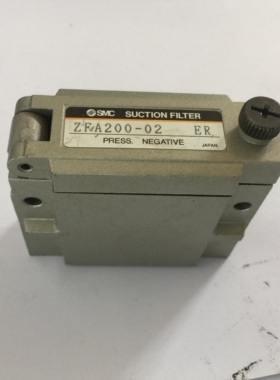 SMC SUCTION FILTER
ZFA200-02 ER
PRESS. NEGATIVE JAPAN